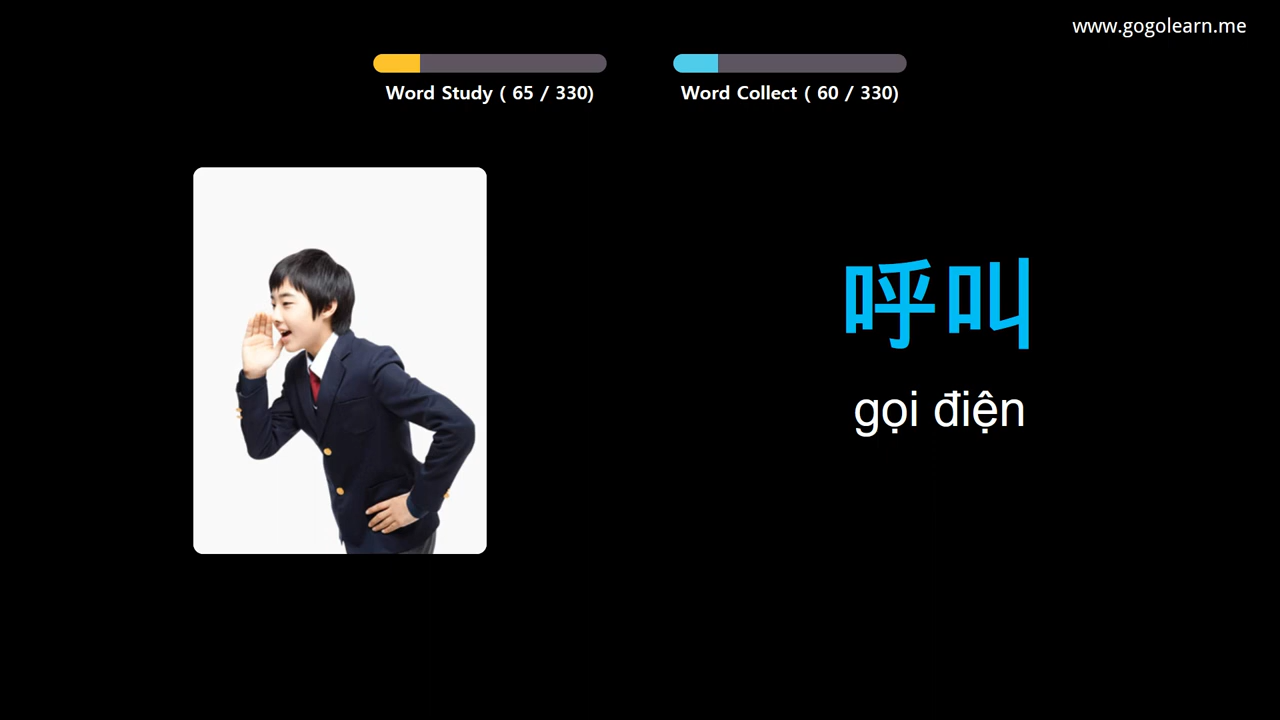 www.gogolearn.me
Word Study ( 65 / 330)
Word Collect ( 60 / 330)
呼叫
gọi điện